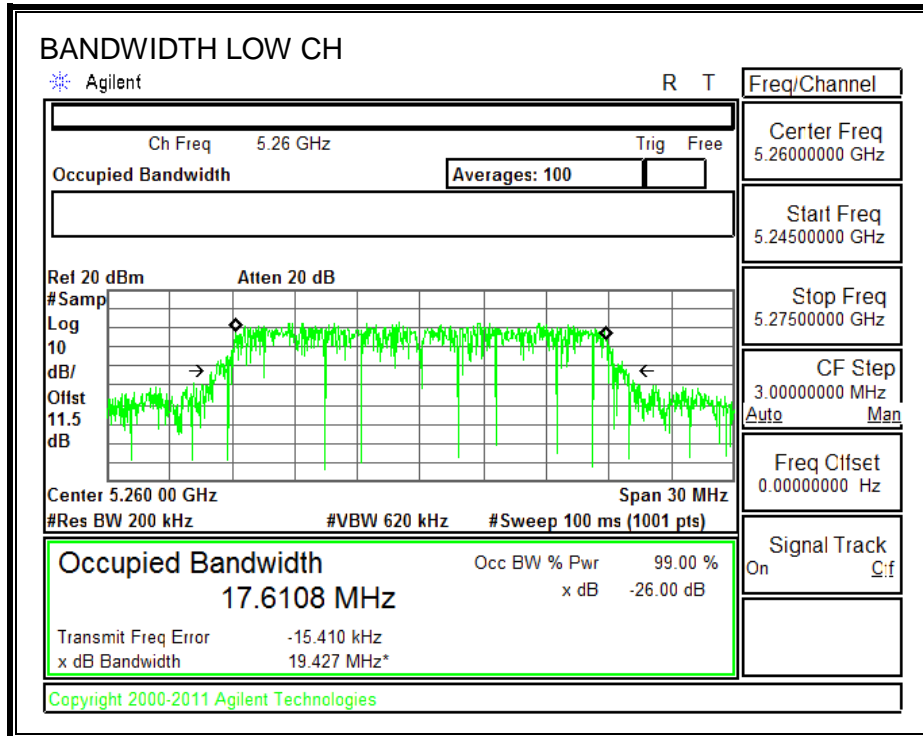 BANDWIDTH LOW CH
Agilent R T
Freq/Channel
Ch Freq 5.26 GHz Trig Free
Occupied Bandwidth Averages: 100
Center Freq
5.26000000 GHz
Start Freq
5.24500000 GHz
Stop Freq
5.27500000 GHz
CF Step
3.00000000 MHz
Auto Man
Freq Offset
0.00000000 Hz
Signal Track
On Off
Ref 20 dBm Atten 20 dB
#Samp
Log
10
dB/
Offst
11.5
dB
Center 5.260 00 GHz Span 30 MHz
#Res BW 200 kHz #VBW 620 kHz #Sweep 100 ms (1001 pts)
Occupied Bandwidth
17.6108 MHz
Occ BW % Pwr 99.00 %
x dB -26.00 dB
Transmit Freq Error -15.410 kHz
x dB Bandwidth 19.427 MHz*
Copyright 2000-2011 Agilent Technologies